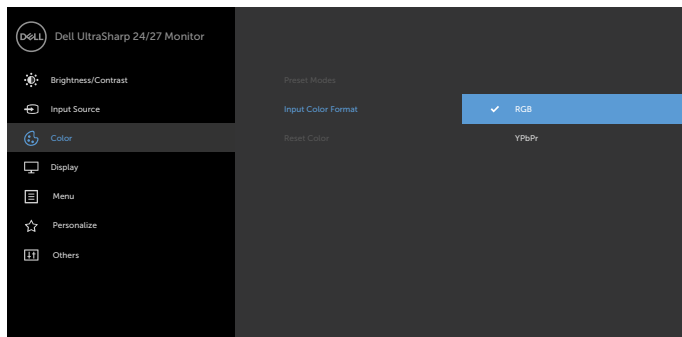 DELL Dell UltraSharp 24/27 Monitor
Brightness/Contrast
Input Source
Color
Display
Menu
Personalize
Others
Preset Modes
Input Color Format
Reset Color
RGB
YPbPr